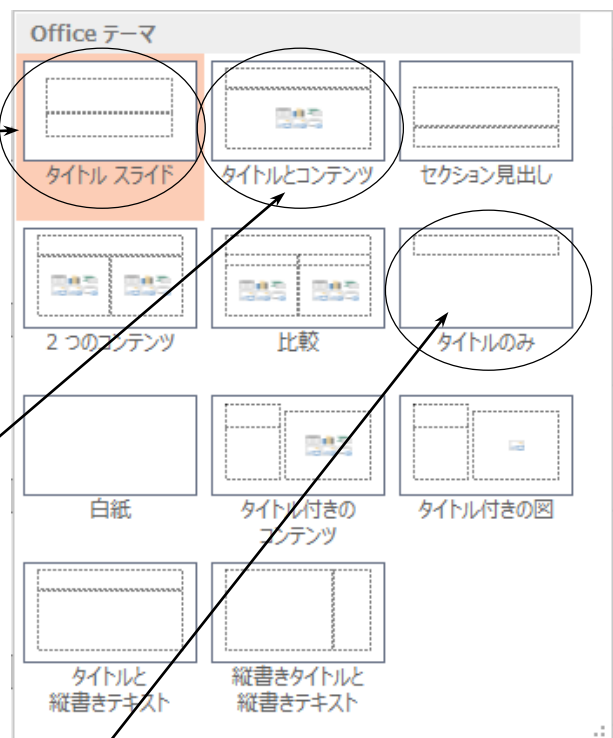 Office テーマ
タイトル スライド
タイトルとコンテンツ
セクション見出し
2 つのコンテンツ
比較
タイトルのみ
白紙
タイトル付きの
コンテンツ
タイトル付きの図
タイトルと
縦書きテキスト
縦書きタイトルと
縦書きテキスト